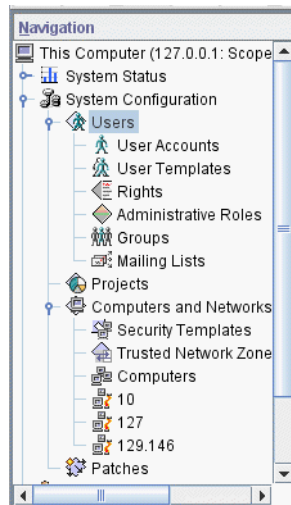 Navigation
This Computer (127.0.0.1: Scope
System Status
System Configuration
Users
User Accounts
User Templates
Rights
Administrative Roles
Groups
Mailing Lists
Projects
Computers and Networks
Security Templates
Trusted Network Zone
Computers
10
127
129.146
Patches